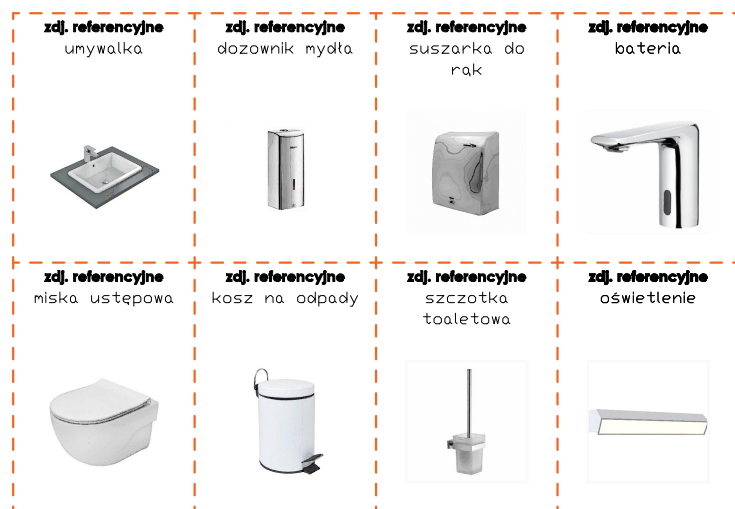 zdj. referencyjne
umywalka
zdj. referencyjne
dozownik mydła
zdj. referencyjne
suszarka do
rąk
zdj. referencyjne
bateria
zdj. referencyjne
miska ustępowa
zdj. referencyjne
kosz na odpady
zdj. referencyjne
szczotka
toaletowa
zdj. referencyjne
oświetlenie